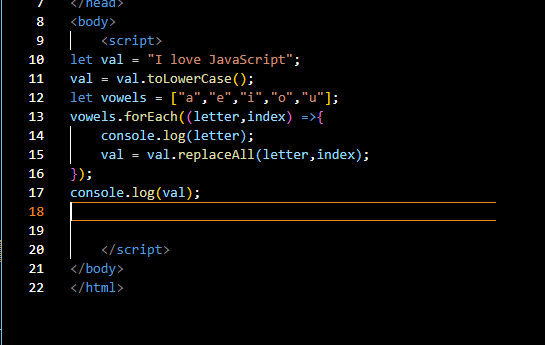 7 </head>
8 <body>
9 <script>
10 let val = "I love JavaScript";
11 val = val.toLowerCase();
12 let vowels = ["a","e","i","o","u"];
13 vowels.forEach((letter,index) =>{
14 console.log(letter);
15 val = val.replaceAll(letter,index);
16 });
17 console.log(val);
18
19
20 </script>
21 </body>
22 </html>